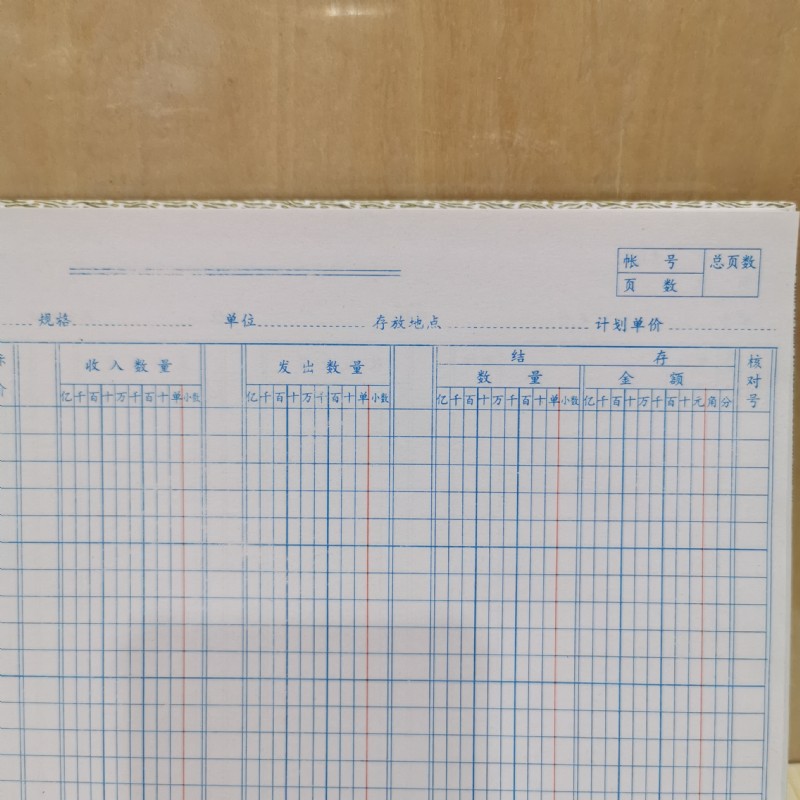 帐 号 总页数
页 数
规格 单位 存放地点 计划单价
收入数量 发出数量 结 存 核对号
数 量 金 额
亿千百十万千百十单小数 亿千百十万千百十单小数 亿千百十万千百十单小数 亿千百十万千百十元角分